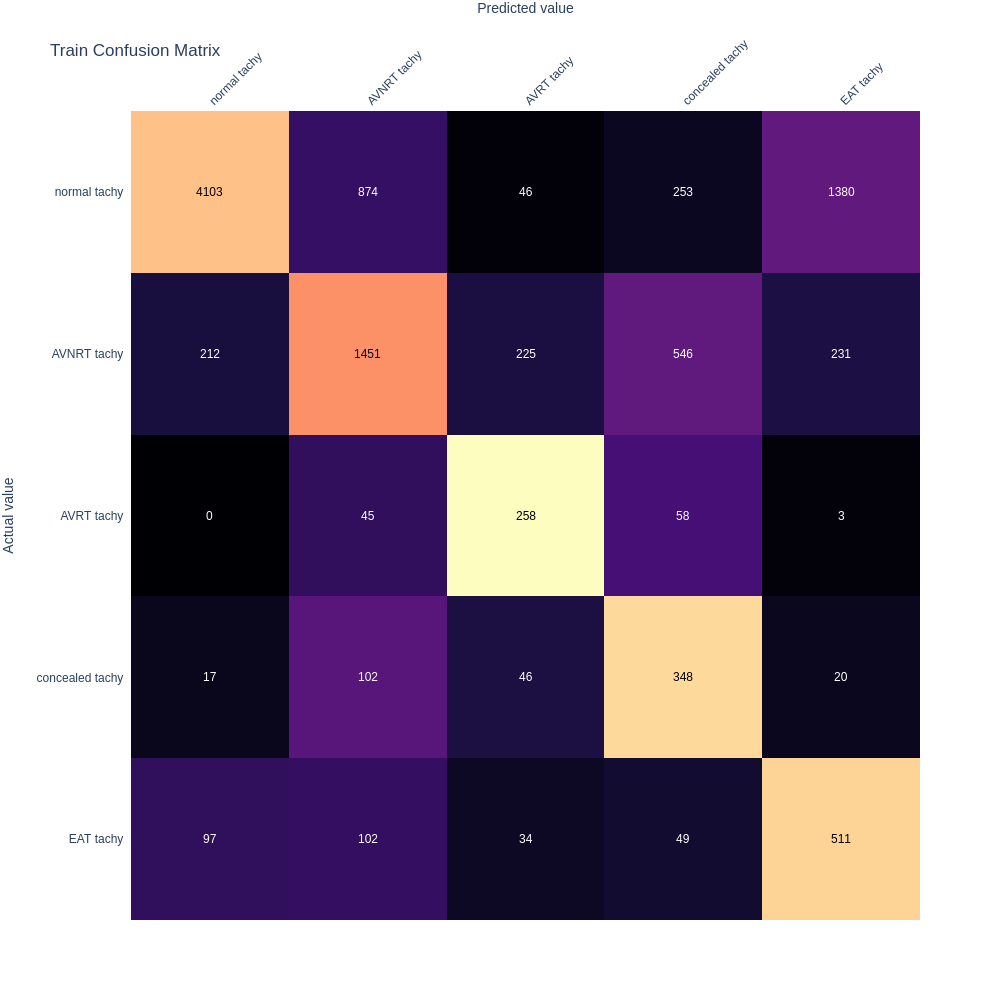 Predicted value
Train Confusion Matrix
normal tachy AVNRT tachy AVRT tachy concealed tachy EAT tachy
normal tachy 4103 874 46 253 1380
AVNRT tachy 212 1451 225 546 231
Actual value
AVRT tachy 0 45 258 58 3
concealed tachy 17 102 46 348 20
EAT tachy 97 102 34 49 511